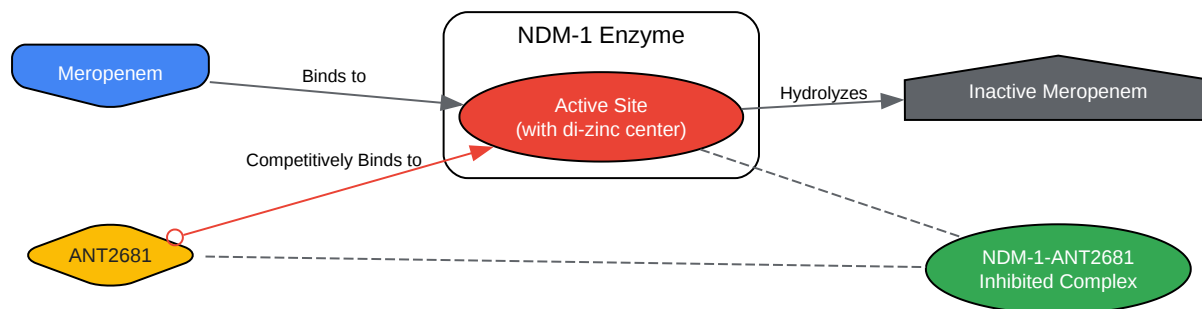 NDM-1 Enzyme
Meropenem
Binds to
Active Site
(with di-zinc center)
Hydrolyzes
Inactive Meropenem
Competitively Binds to
ANT2681
NDM-1-ANT2681
Inhibited Complex